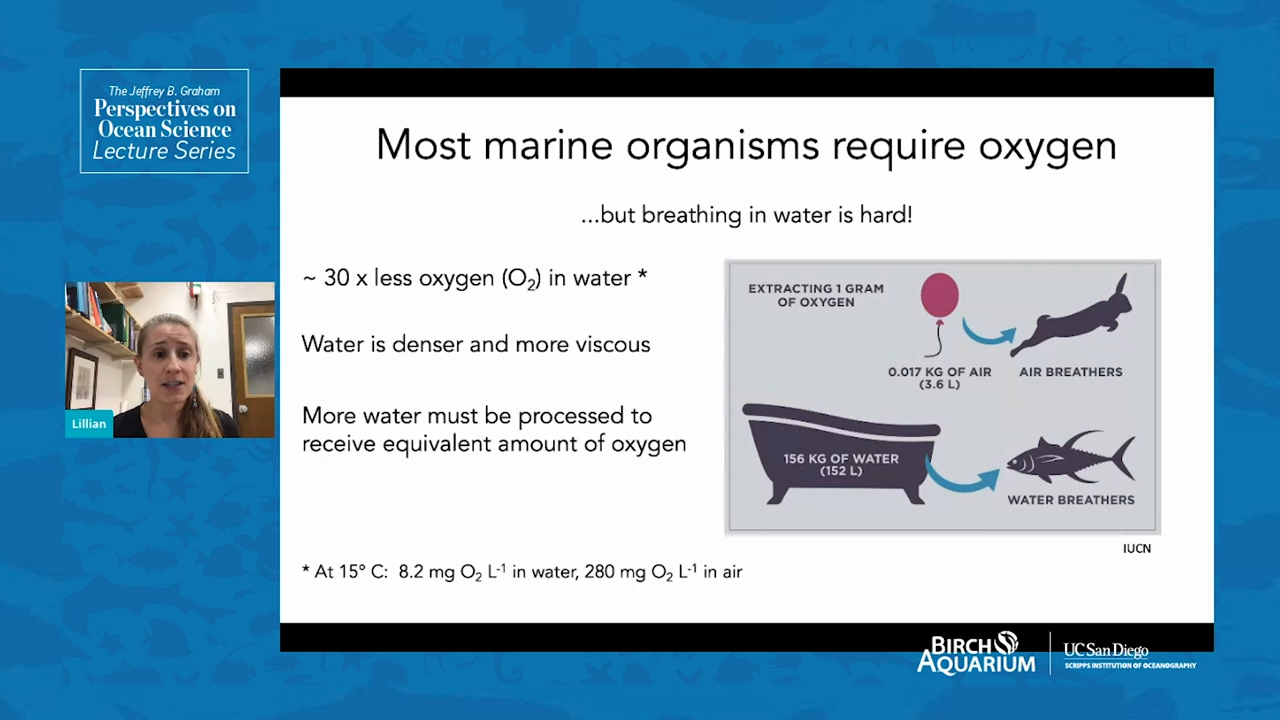 The Jeffrey B. Graham
Perspectives on
Ocean Science
Lecture Series
Most marine organisms require oxygen
...but breathing in water is hard!
~ 30 x less oxygen (O₂) in water *
Water is denser and more viscous
More water must be processed to
receive equivalent amount of oxygen
EXTRACTING 1 GRAM
OF OXYGEN
0.017 KG OF AIR
(3.6 L)
AIR BREATHERS
156 KG OF WATER
(152 L)
WATER BREATHERS
IUCN
* At 15° C: 8.2 mg O₂ L⁻¹ in water, 280 mg O₂ L⁻¹ in air
Lillian
BIRCH
AQUARIUM
UC San Diego
SCRIPPS INSTITUTION OF OCEANOGRAPHY